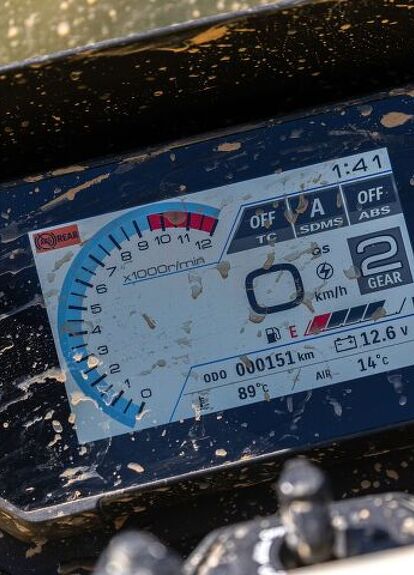 1:41
REAR
OFF A OFF
TC SDMS ABS
12
11
10
9
8
7
6
5
4
3
2
1
0
x1000r/min
QS
0 km/h
2
GEAR
E
12.6 v
ODO 000151 km
89°c AIR 14°c